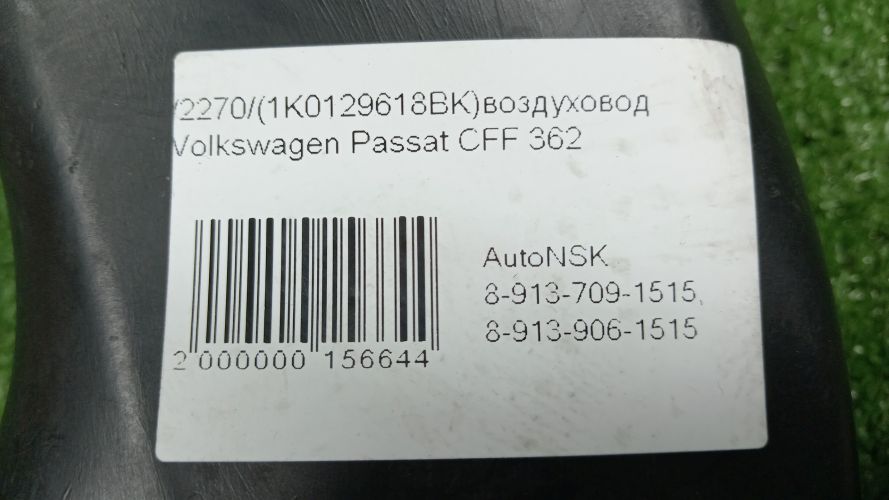 /2270/(1K0129618BK)воздуховод
Volkswagen Passat CFF 362
AutoNSK
8-913-709-1515,
8-913-906-1515
2 000000 156644